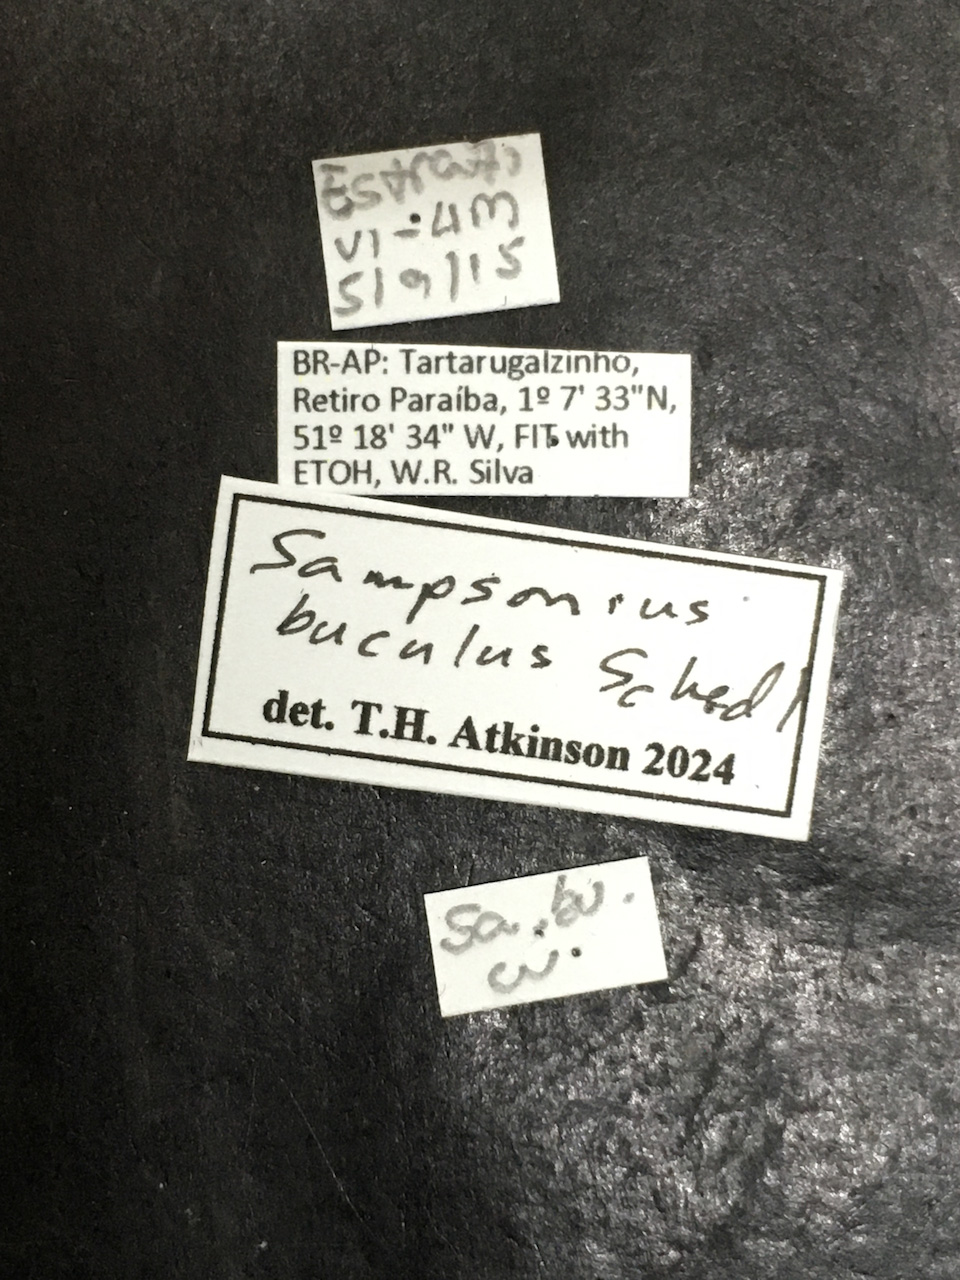 Estrato
VI - 4m
5/9/15
BR-AP: Tartarugalzinho,
Retiro Paraíba, 1º 7' 33"N,
51º 18' 34" W, FIT with
ETOH, W.R. Silva
Sampsonius
buculus Schedl
det. T.H. Atkinson 2024
Sa. bu.